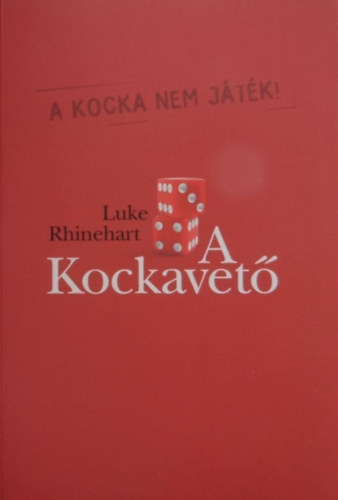 A KOCKA NEM JÁTÉK!
Luke
Rhinehart
A
Kockavető